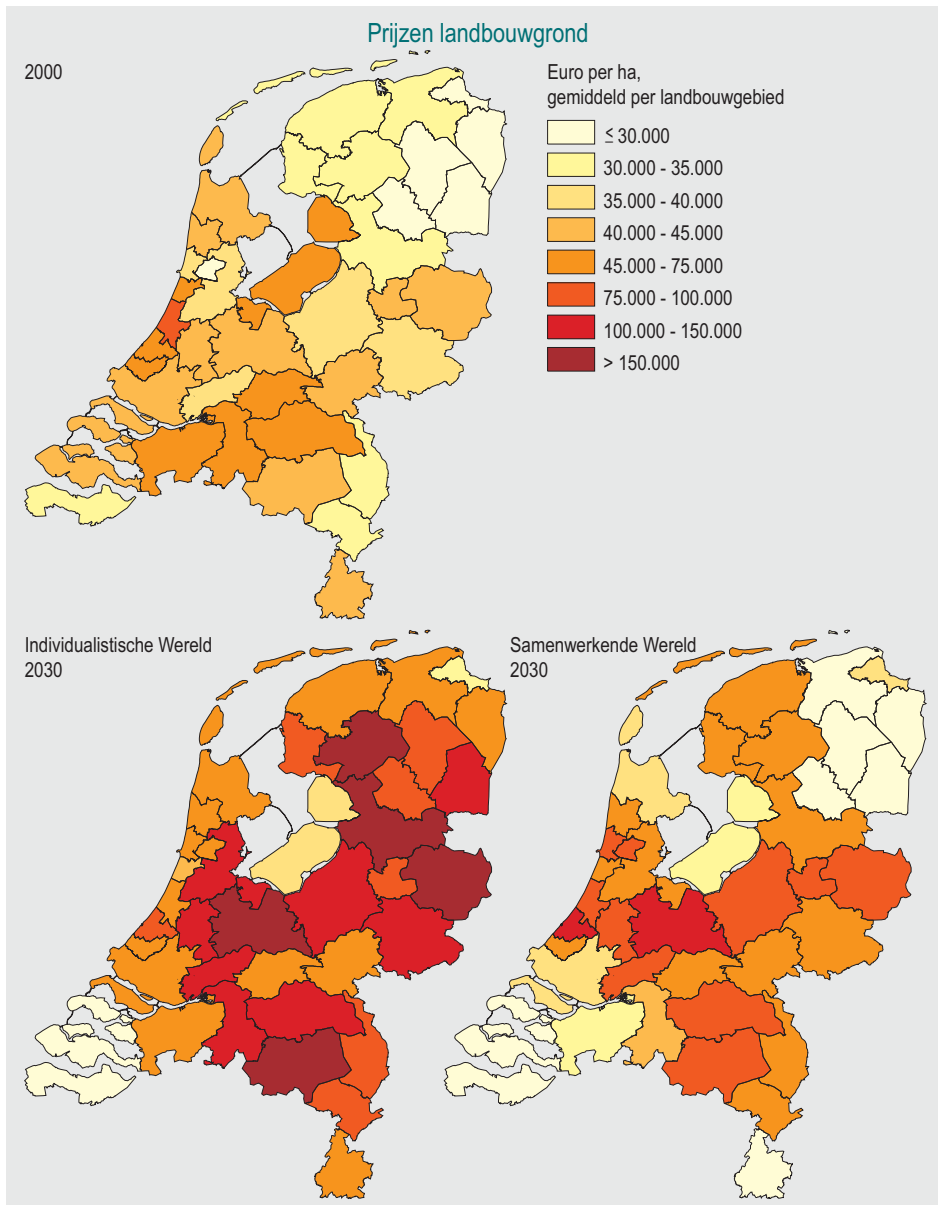 Prijzen landbouwgrond
2000
Euro per ha,
gemiddeld per landbouwgebied
≤ 30.000
30.000 - 35.000
35.000 - 40.000
40.000 - 45.000
45.000 - 75.000
75.000 - 100.000
100.000 - 150.000
> 150.000
Individualistische Wereld
2030
Samenwerkende Wereld
2030